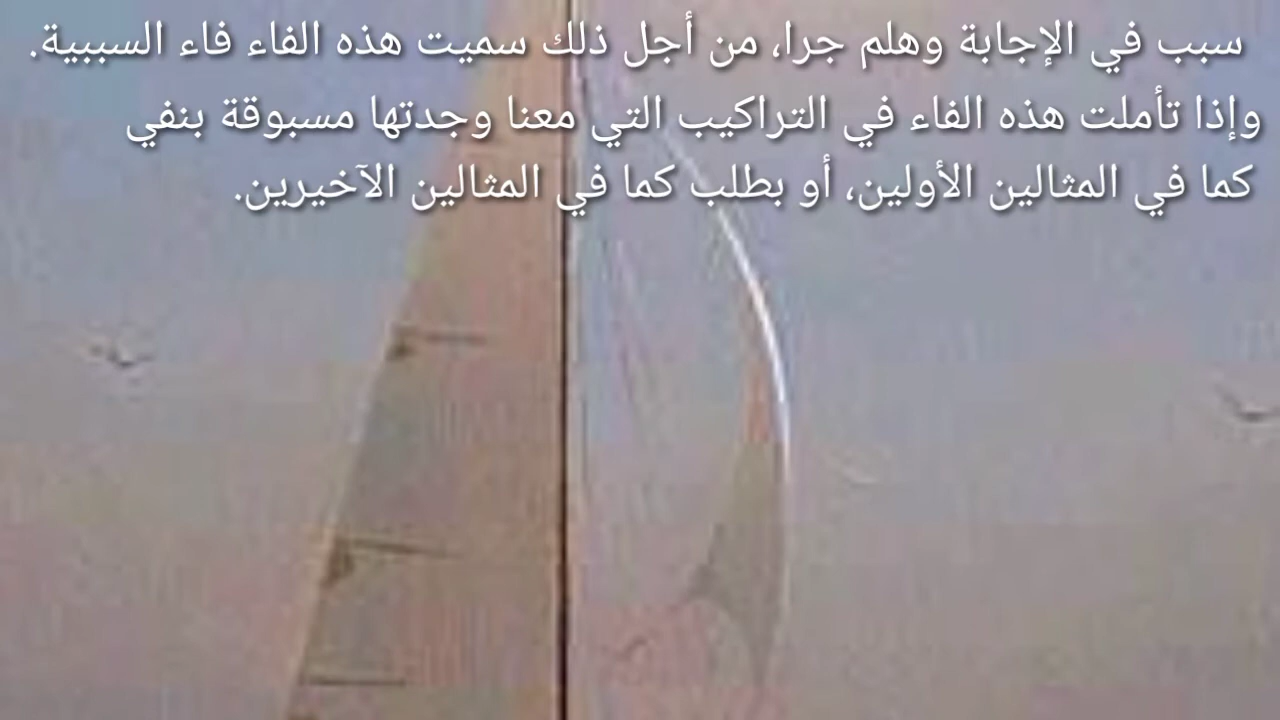 سبب في الإجابة وهلم جرا، من أجل ذلك سميت هذه الفاء فاء السببية.
وإذا تأملت هذه الفاء في التراكيب التي معنا وجدتها مسبوقة بنفي
كما في المثالين الأولين، أو بطلب كما في المثالين الآخيرين.